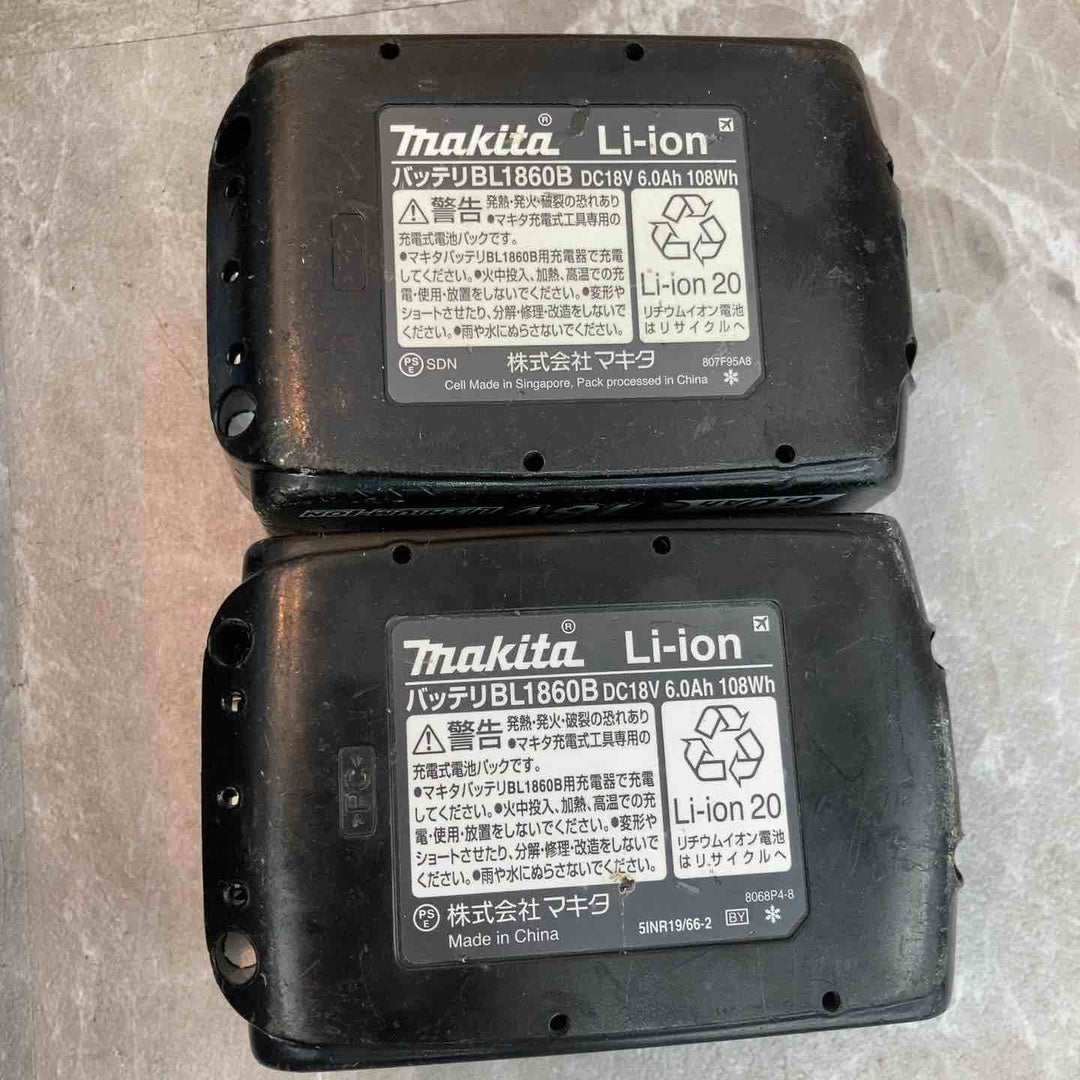 makita® Li-ion
バッテリBL1860B DC18V 6.0Ah 108Wh
警告 発熱・発火・破裂の恐れあり
●マキタ充電式工具専用の
充電式電池パックです。
●マキタバッテリBL1860B用充電器で充電
してください。●火中投入、加熱、高温での充
電・使用・放置をしないでください。●変形や
ショートさせたり、分解・修理・改造をしないで
ください。●雨や水にぬらさないでください。
Li-ion 20
リチウムイオン電池
はリサイクルへ
PSE SDN 株式会社マキタ 807F95A8
Cell Made in Singapore, Pack processed in China
18V LITHIUM-ION
makita® Li-ion
バッテリBL1860B DC18V 6.0Ah 108Wh
警告 発熱・発火・破裂の恐れあり
●マキタ充電式工具専用の
充電式電池パックです。
●マキタバッテリBL1860B用充電器で充電
してください。●火中投入、加熱、高温での充
電・使用・放置をしないでください。●変形や
ショートさせたり、分解・修理・改造をしないで
ください。●雨や水にぬらさないでください。
Li-ion 20
リチウムイオン電池
はリサイクルへ
>PC<
PSE 株式会社マキタ 8068P4-8
Made in China 5INR19/66-2 BY